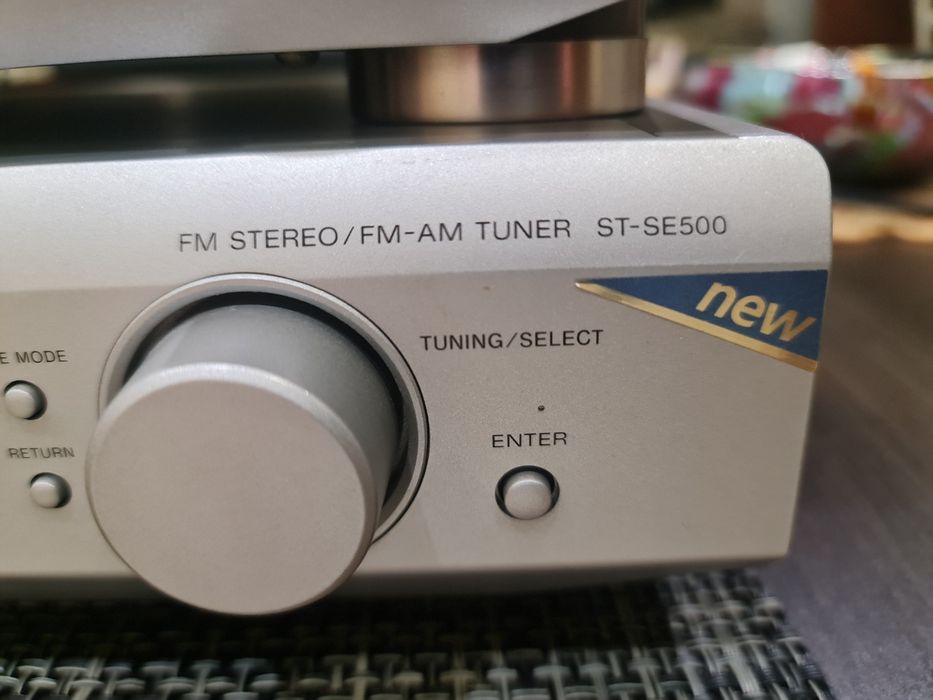 FM STEREO/FM-AM TUNER ST-SE500
new
TUNING/SELECT
E MODE
ENTER
RETURN